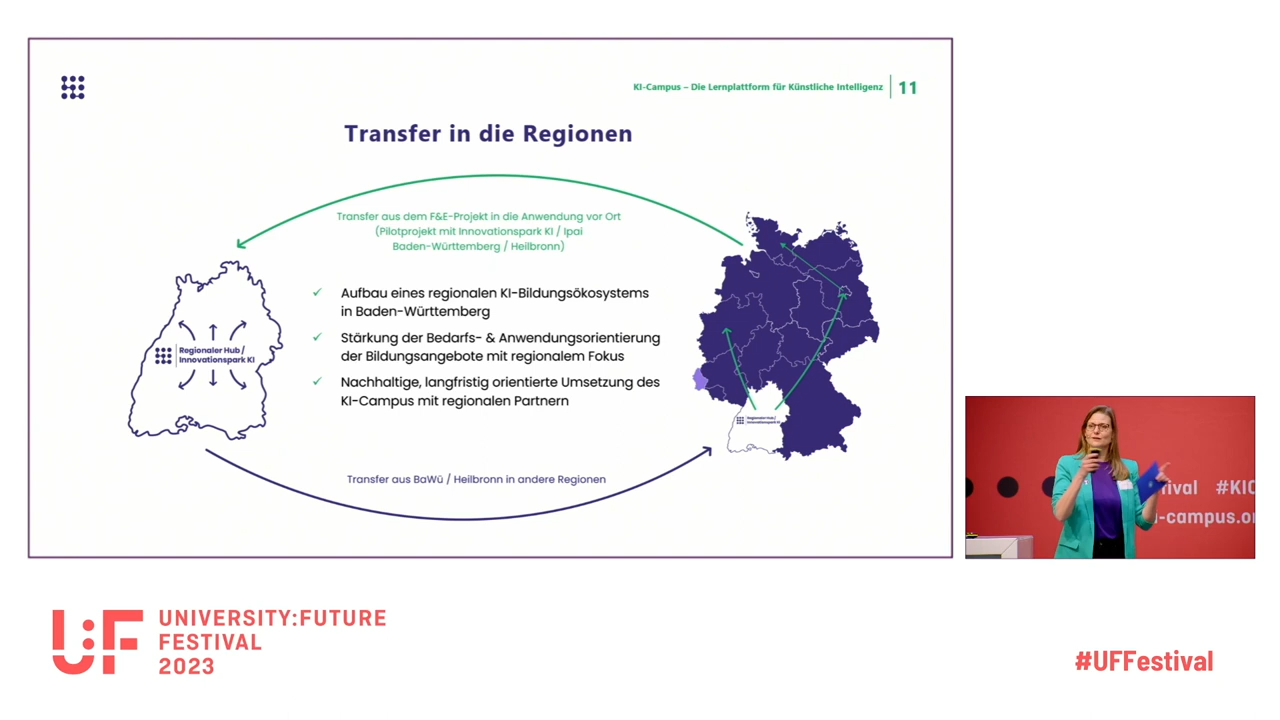 KI-Campus – Die Lernplattform für Künstliche Intelligenz
11
Transfer in die Regionen
Transfer aus dem F&E-Projekt in die Anwendung vor Ort
(Pilotprojekt mit Innovationspark KI / Ipai
Baden-Württemberg / Heilbronn)
✓ Aufbau eines regionalen KI-Bildungsökosystems
in Baden-Württemberg
✓ Stärkung der Bedarfs- & Anwendungsorientierung
der Bildungsangebote mit regionalem Fokus
✓ Nachhaltige, langfristig orientierte Umsetzung des
KI-Campus mit regionalen Partnern
Regionaler Hub /
Innovationspark KI
Regionaler Hub/
Innovationspark KI
Transfer aus BaWü / Heilbronn in andere Regionen
ival #KIC
-campus.or
U:F
UNIVERSITY:FUTURE
FESTIVAL
2023
#UFFestival